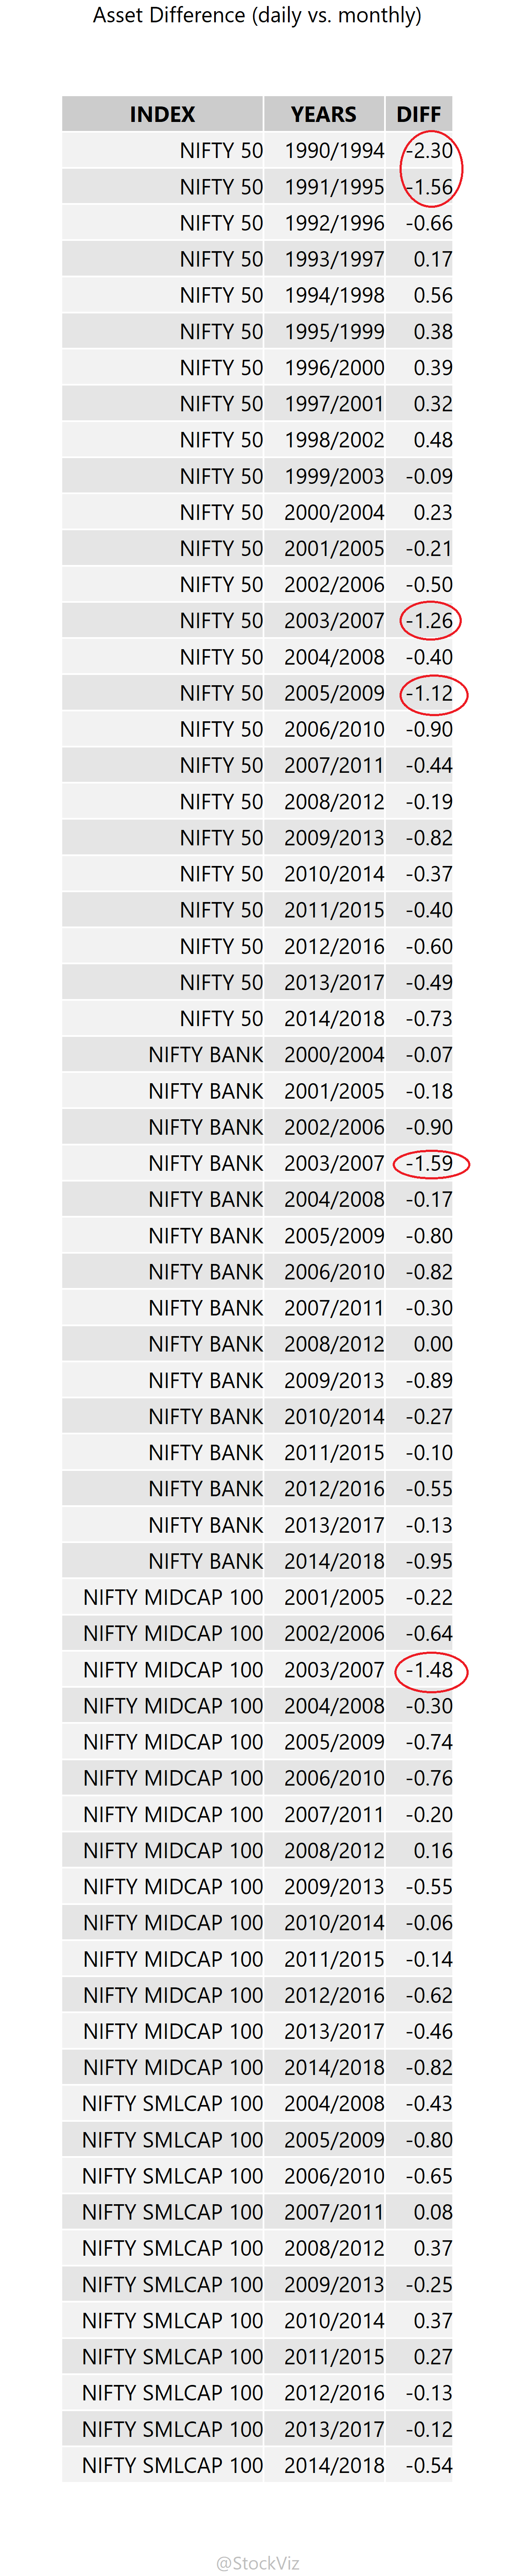 Asset Difference (daily vs. monthly)
INDEX YEARS DIFF
NIFTY 50 1990/1994 -2.30
NIFTY 50 1991/1995 -1.56
NIFTY 50 1992/1996 -0.66
NIFTY 50 1993/1997 0.17
NIFTY 50 1994/1998 0.56
NIFTY 50 1995/1999 0.38
NIFTY 50 1996/2000 0.39
NIFTY 50 1997/2001 0.32
NIFTY 50 1998/2002 0.48
NIFTY 50 1999/2003 -0.09
NIFTY 50 2000/2004 0.23
NIFTY 50 2001/2005 -0.21
NIFTY 50 2002/2006 -0.50
NIFTY 50 2003/2007 -1.26
NIFTY 50 2004/2008 -0.40
NIFTY 50 2005/2009 -1.12
NIFTY 50 2006/2010 -0.90
NIFTY 50 2007/2011 -0.44
NIFTY 50 2008/2012 -0.19
NIFTY 50 2009/2013 -0.82
NIFTY 50 2010/2014 -0.37
NIFTY 50 2011/2015 -0.40
NIFTY 50 2012/2016 -0.60
NIFTY 50 2013/2017 -0.49
NIFTY 50 2014/2018 -0.73
NIFTY BANK 2000/2004 -0.07
NIFTY BANK 2001/2005 -0.18
NIFTY BANK 2002/2006 -0.90
NIFTY BANK 2003/2007 -1.59
NIFTY BANK 2004/2008 -0.17
NIFTY BANK 2005/2009 -0.80
NIFTY BANK 2006/2010 -0.82
NIFTY BANK 2007/2011 -0.30
NIFTY BANK 2008/2012 0.00
NIFTY BANK 2009/2013 -0.89
NIFTY BANK 2010/2014 -0.27
NIFTY BANK 2011/2015 -0.10
NIFTY BANK 2012/2016 -0.55
NIFTY BANK 2013/2017 -0.13
NIFTY BANK 2014/2018 -0.95
NIFTY MIDCAP 100 2001/2005 -0.22
NIFTY MIDCAP 100 2002/2006 -0.64
NIFTY MIDCAP 100 2003/2007 -1.48
NIFTY MIDCAP 100 2004/2008 -0.30
NIFTY MIDCAP 100 2005/2009 -0.74
NIFTY MIDCAP 100 2006/2010 -0.76
NIFTY MIDCAP 100 2007/2011 -0.20
NIFTY MIDCAP 100 2008/2012 0.16
NIFTY MIDCAP 100 2009/2013 -0.55
NIFTY MIDCAP 100 2010/2014 -0.06
NIFTY MIDCAP 100 2011/2015 -0.14
NIFTY MIDCAP 100 2012/2016 -0.62
NIFTY MIDCAP 100 2013/2017 -0.46
NIFTY MIDCAP 100 2014/2018 -0.82
NIFTY SMLCAP 100 2004/2008 -0.43
NIFTY SMLCAP 100 2005/2009 -0.80
NIFTY SMLCAP 100 2006/2010 -0.65
NIFTY SMLCAP 100 2007/2011 0.08
NIFTY SMLCAP 100 2008/2012 0.37
NIFTY SMLCAP 100 2009/2013 -0.25
NIFTY SMLCAP 100 2010/2014 0.37
NIFTY SMLCAP 100 2011/2015 0.27
NIFTY SMLCAP 100 2012/2016 -0.13
NIFTY SMLCAP 100 2013/2017 -0.12
NIFTY SMLCAP 100 2014/2018 -0.54
@StockViz